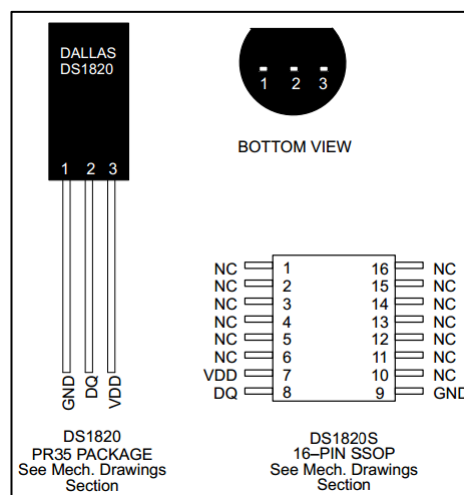 DALLAS
DS1820
1 2 3
GND
DQ
VDD
DS1820
PR35 PACKAGE
See Mech. Drawings
Section
1 2 3
BOTTOM VIEW
NC 1 16 NC
NC 2 15 NC
NC 3 14 NC
NC 4 13 NC
NC 5 12 NC
NC 6 11 NC
VDD 7 10 NC
DQ 8 9 GND
DS1820S
16–PIN SSOP
See Mech. Drawings
Section